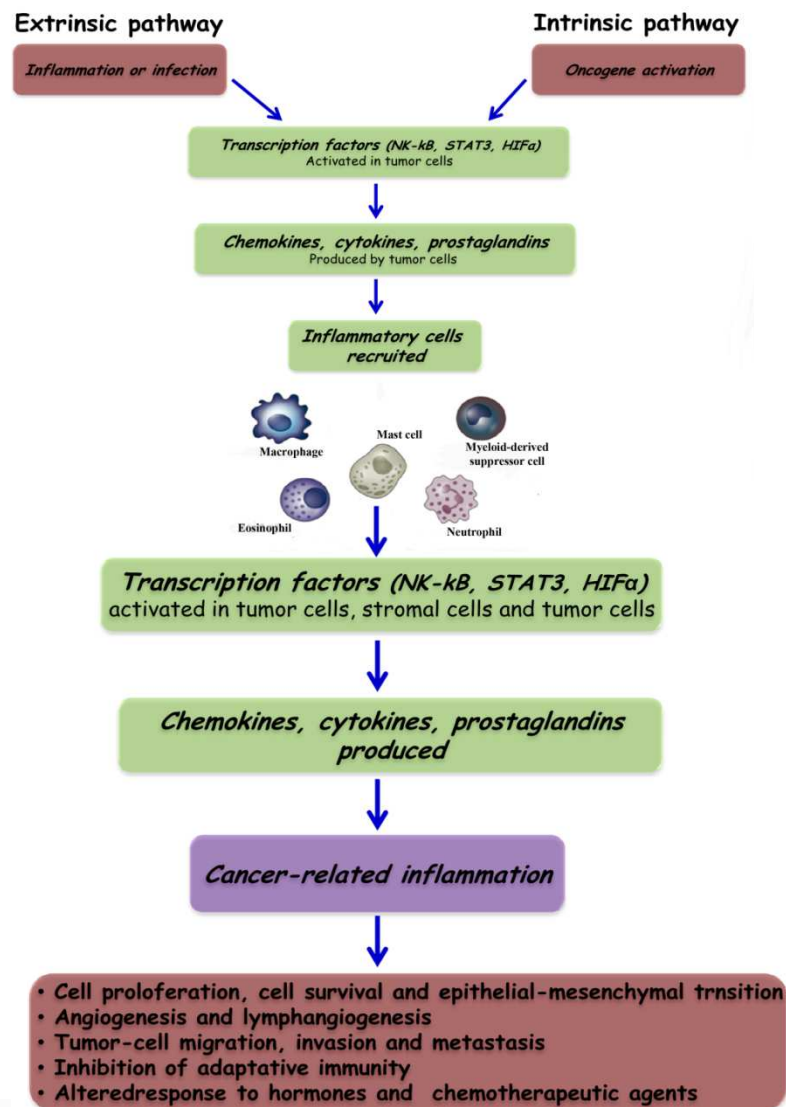 Extrinsic pathway
Intrinsic pathway
Inflammation or infection
Oncogene activation
Transcription factors (NK-kB, STAT3, HIFα)
Activated in tumor cells
Chemokines, cytokines, prostaglandins
Produced by tumor cells
Inflammatory cells
recruited
Macrophage
Mast cell
Myeloid-derived
suppressor cell
Eosinophil
Neutrophil
Transcription factors (NK-kB, STAT3, HIFα)
activated in tumor cells, stromal cells and tumor cells
Chemokines, cytokines, prostaglandins
produced
Cancer-related inflammation
• Cell proloferation, cell survival and epithelial-mesenchymal trnsition
• Angiogenesis and lymphangiogenesis
• Tumor-cell migration, invasion and metastasis
• Inhibition of adaptative immunity
• Alteredresponse to hormones and chemotherapeutic agents